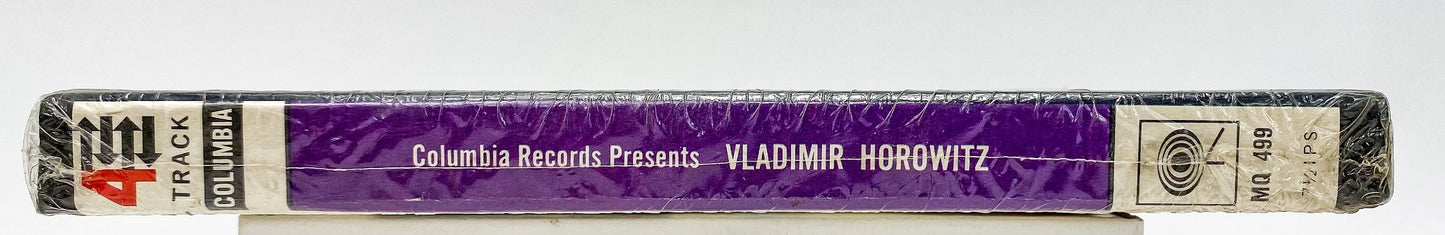 4 TRACK
COLUMBIA
Columbia Records Presents VLADIMIR HOROWITZ
MQ 499
7½ IPS